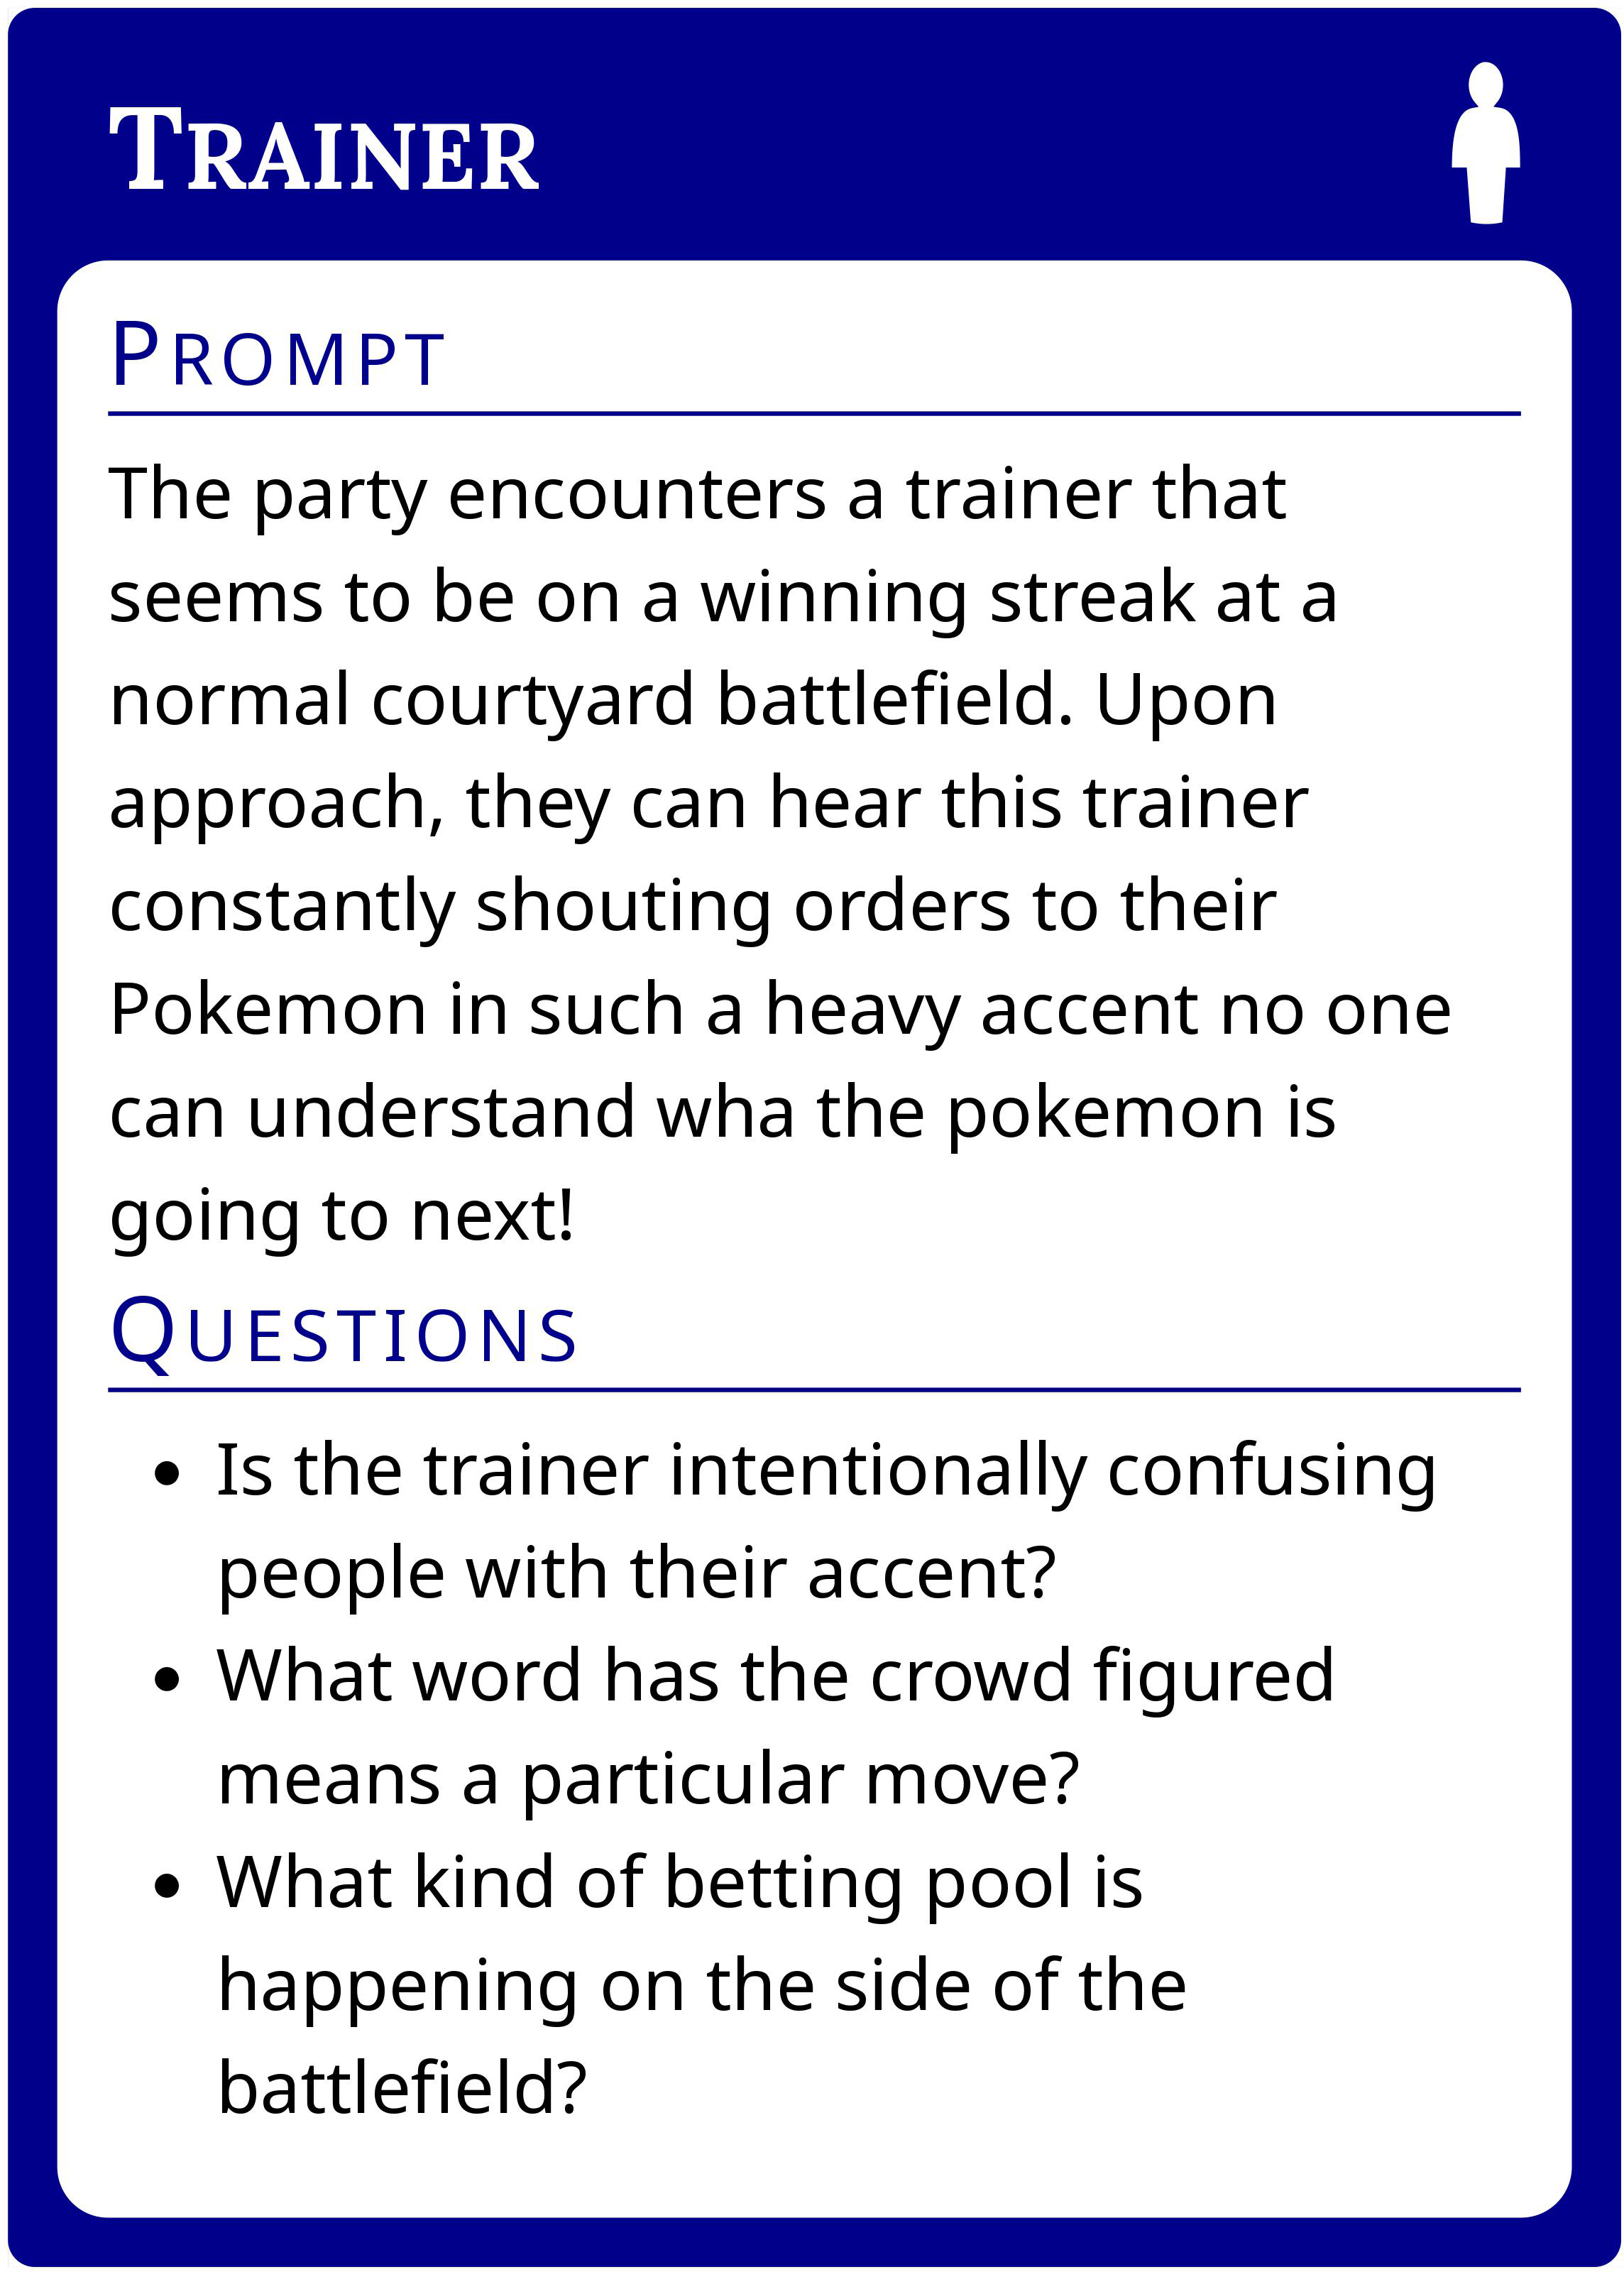 Trainer
Prompt
The party encounters a trainer that
seems to be on a winning streak at a
normal courtyard battlefield. Upon
approach, they can hear this trainer
constantly shouting orders to their
Pokemon in such a heavy accent no one
can understand wha the pokemon is
going to next!
Questions
• Is the trainer intentionally confusing
people with their accent?
• What word has the crowd figured
means a particular move?
• What kind of betting pool is
happening on the side of the
battlefield?